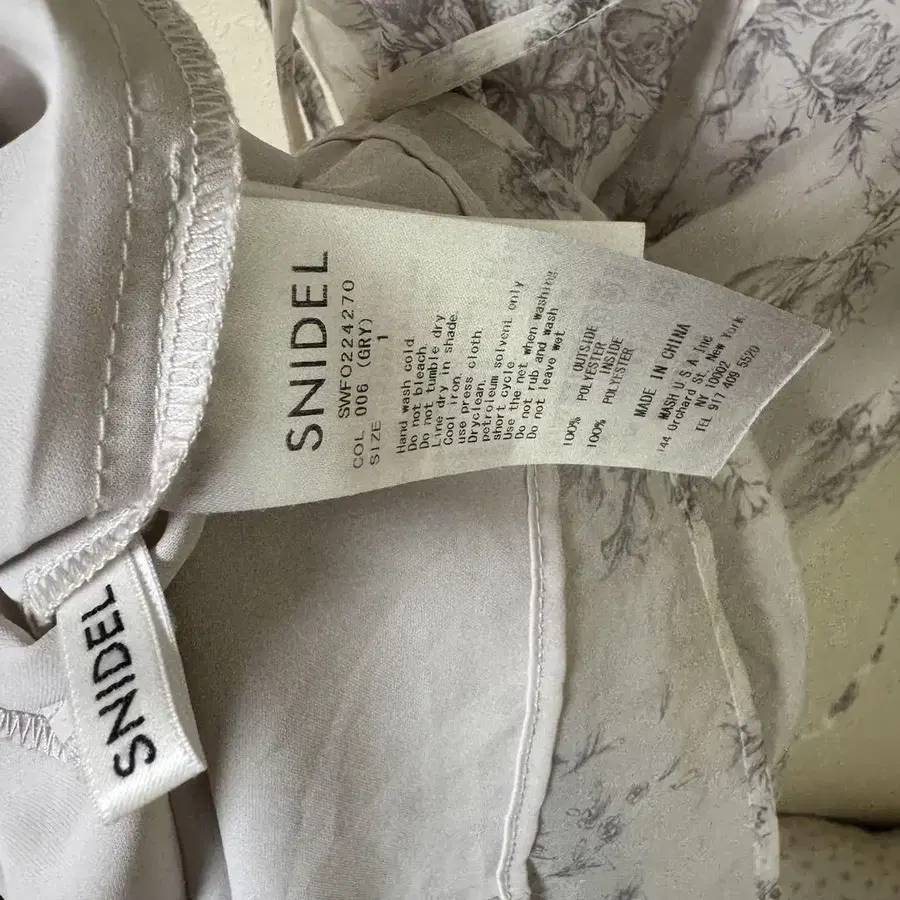 SNIDEL
SWFO224270
COL 006 (GRY)
SIZE 1
Hand wash cold
Do not bleach.
Do not tumble dry
Line dry in shade.
Cool iron.
use press cloth
Dryclean.
petroleum solvent only
short cycle
Use the net when washing
Do not rub and wash
Do not leave wet
OUTSIDE
100% POLYESTER
INSIDE
100% POLYESTER
MADE IN CHINA
MASH U S A Inc
144 Orchard St. New York.
NY 10002
TEL 917 409 5520
SNIDEL